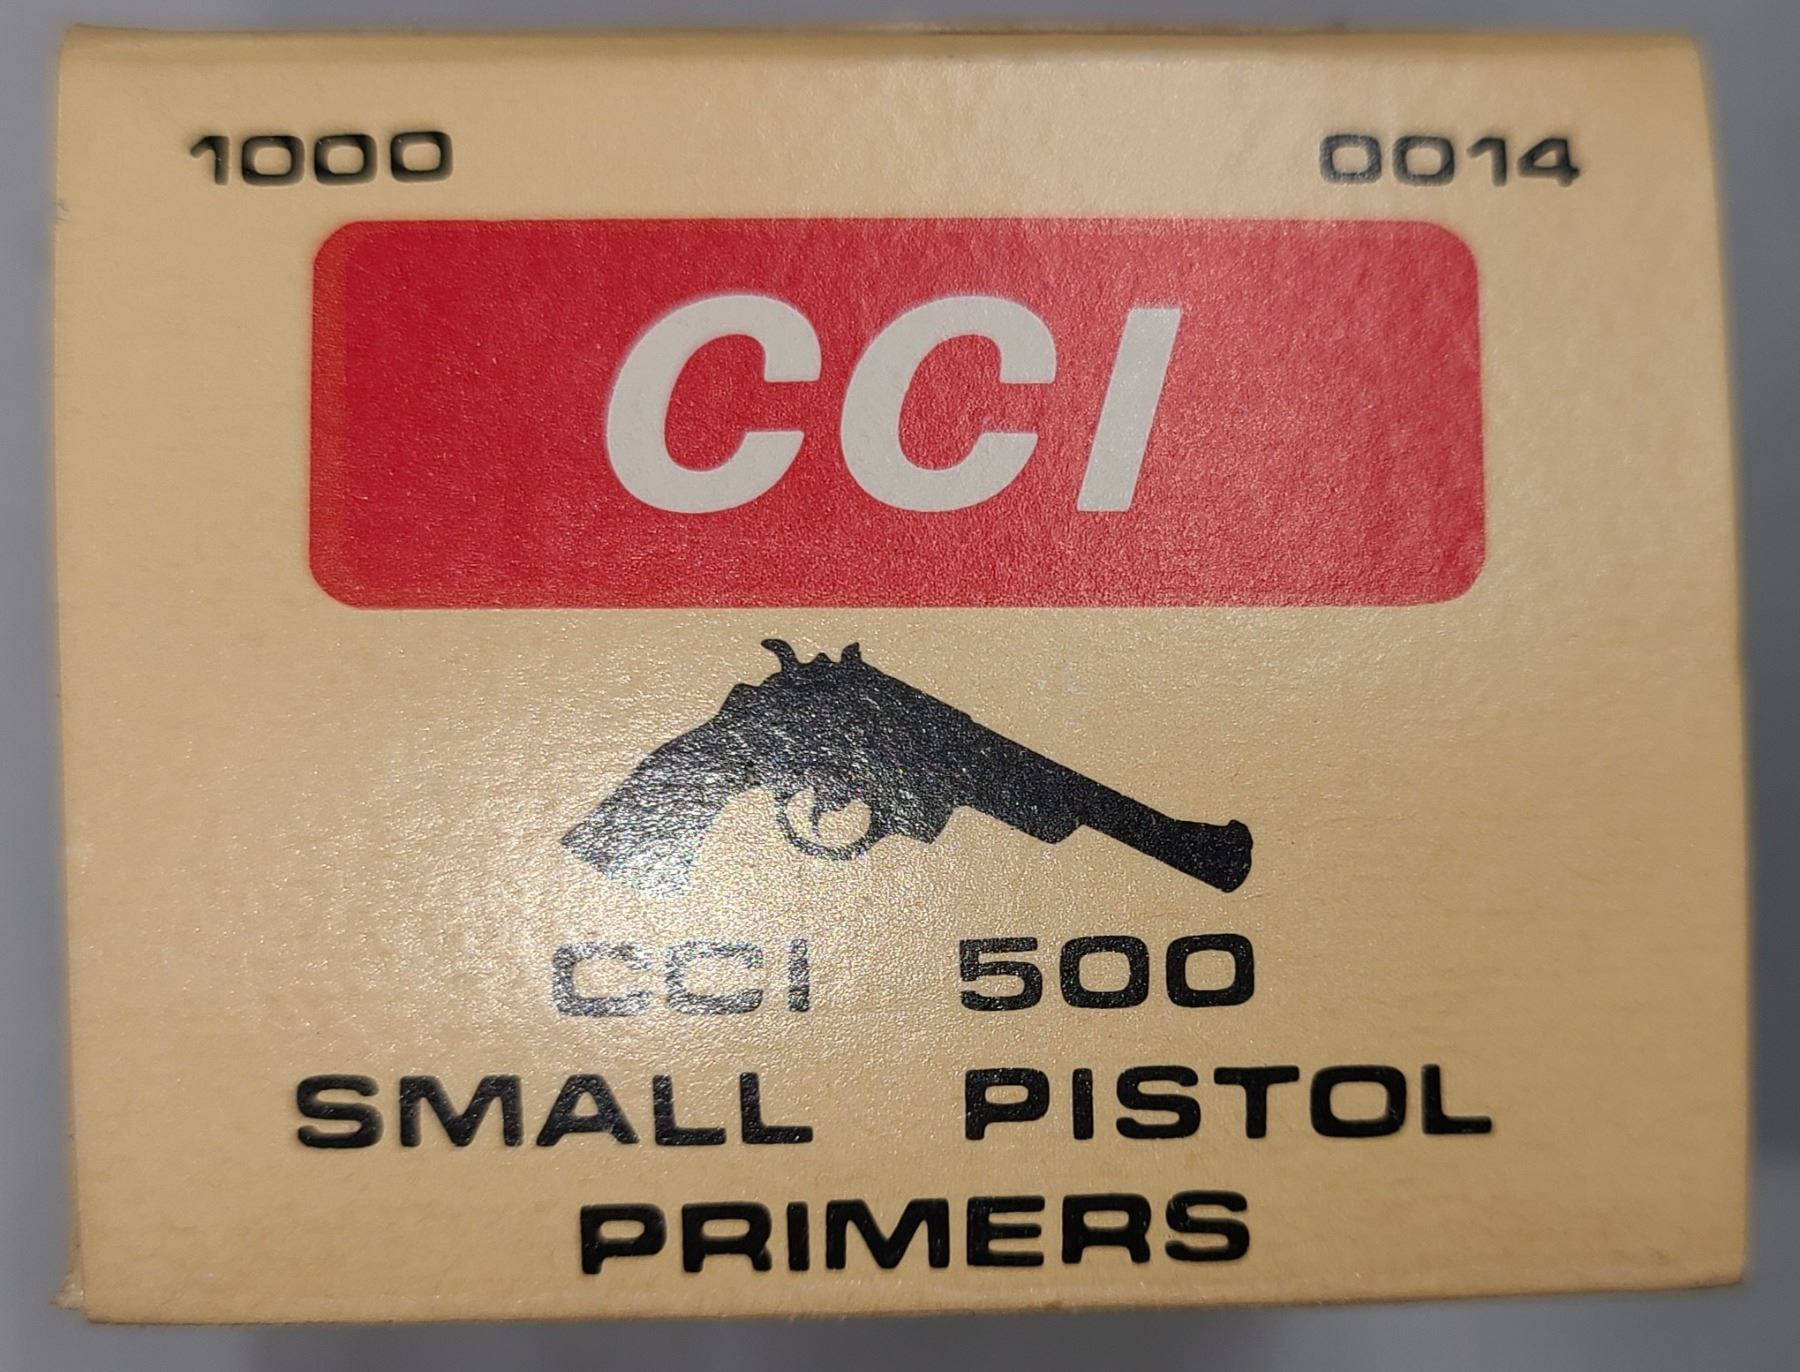 1000 0014
CCI
CCI 500
SMALL PISTOL
PRIMERS